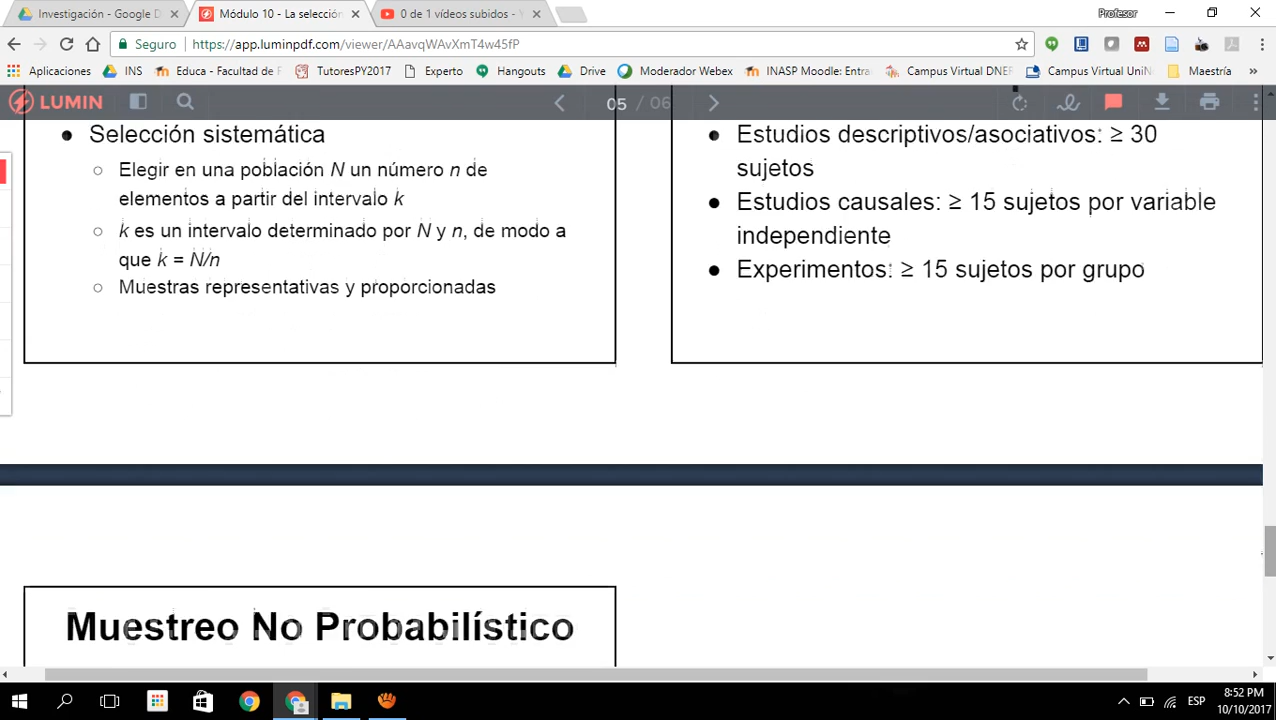 Investigación - Google D
Módulo 10 - La selección
0 de 1 vídeos subidos - Y
Profesor
Seguro
https://app.luminpdf.com/viewer/AAavqWAvXmT4w45fP
Aplicaciones
INS
Educa - Facultad de F
TutoresPY2017
Experto
Hangouts
Drive
Moderador Webex
INASP Moodle: Entra
Campus Virtual DNER
Campus Virtual UniN
Maestría
»
LUMIN
05 / 06
Selección sistemática
Elegir en una población N un número n de
elementos a partir del intervalo k
k es un intervalo determinado por N y n, de modo a
que k = N/n
Muestras representativas y proporcionadas
Estudios descriptivos/asociativos: ≥ 30
sujetos
Estudios causales: ≥ 15 sujetos por variable
independiente
Experimentos: ≥ 15 sujetos por grupo
Muestreo No Probabilístico
ESP
8:52 PM
10/10/2017